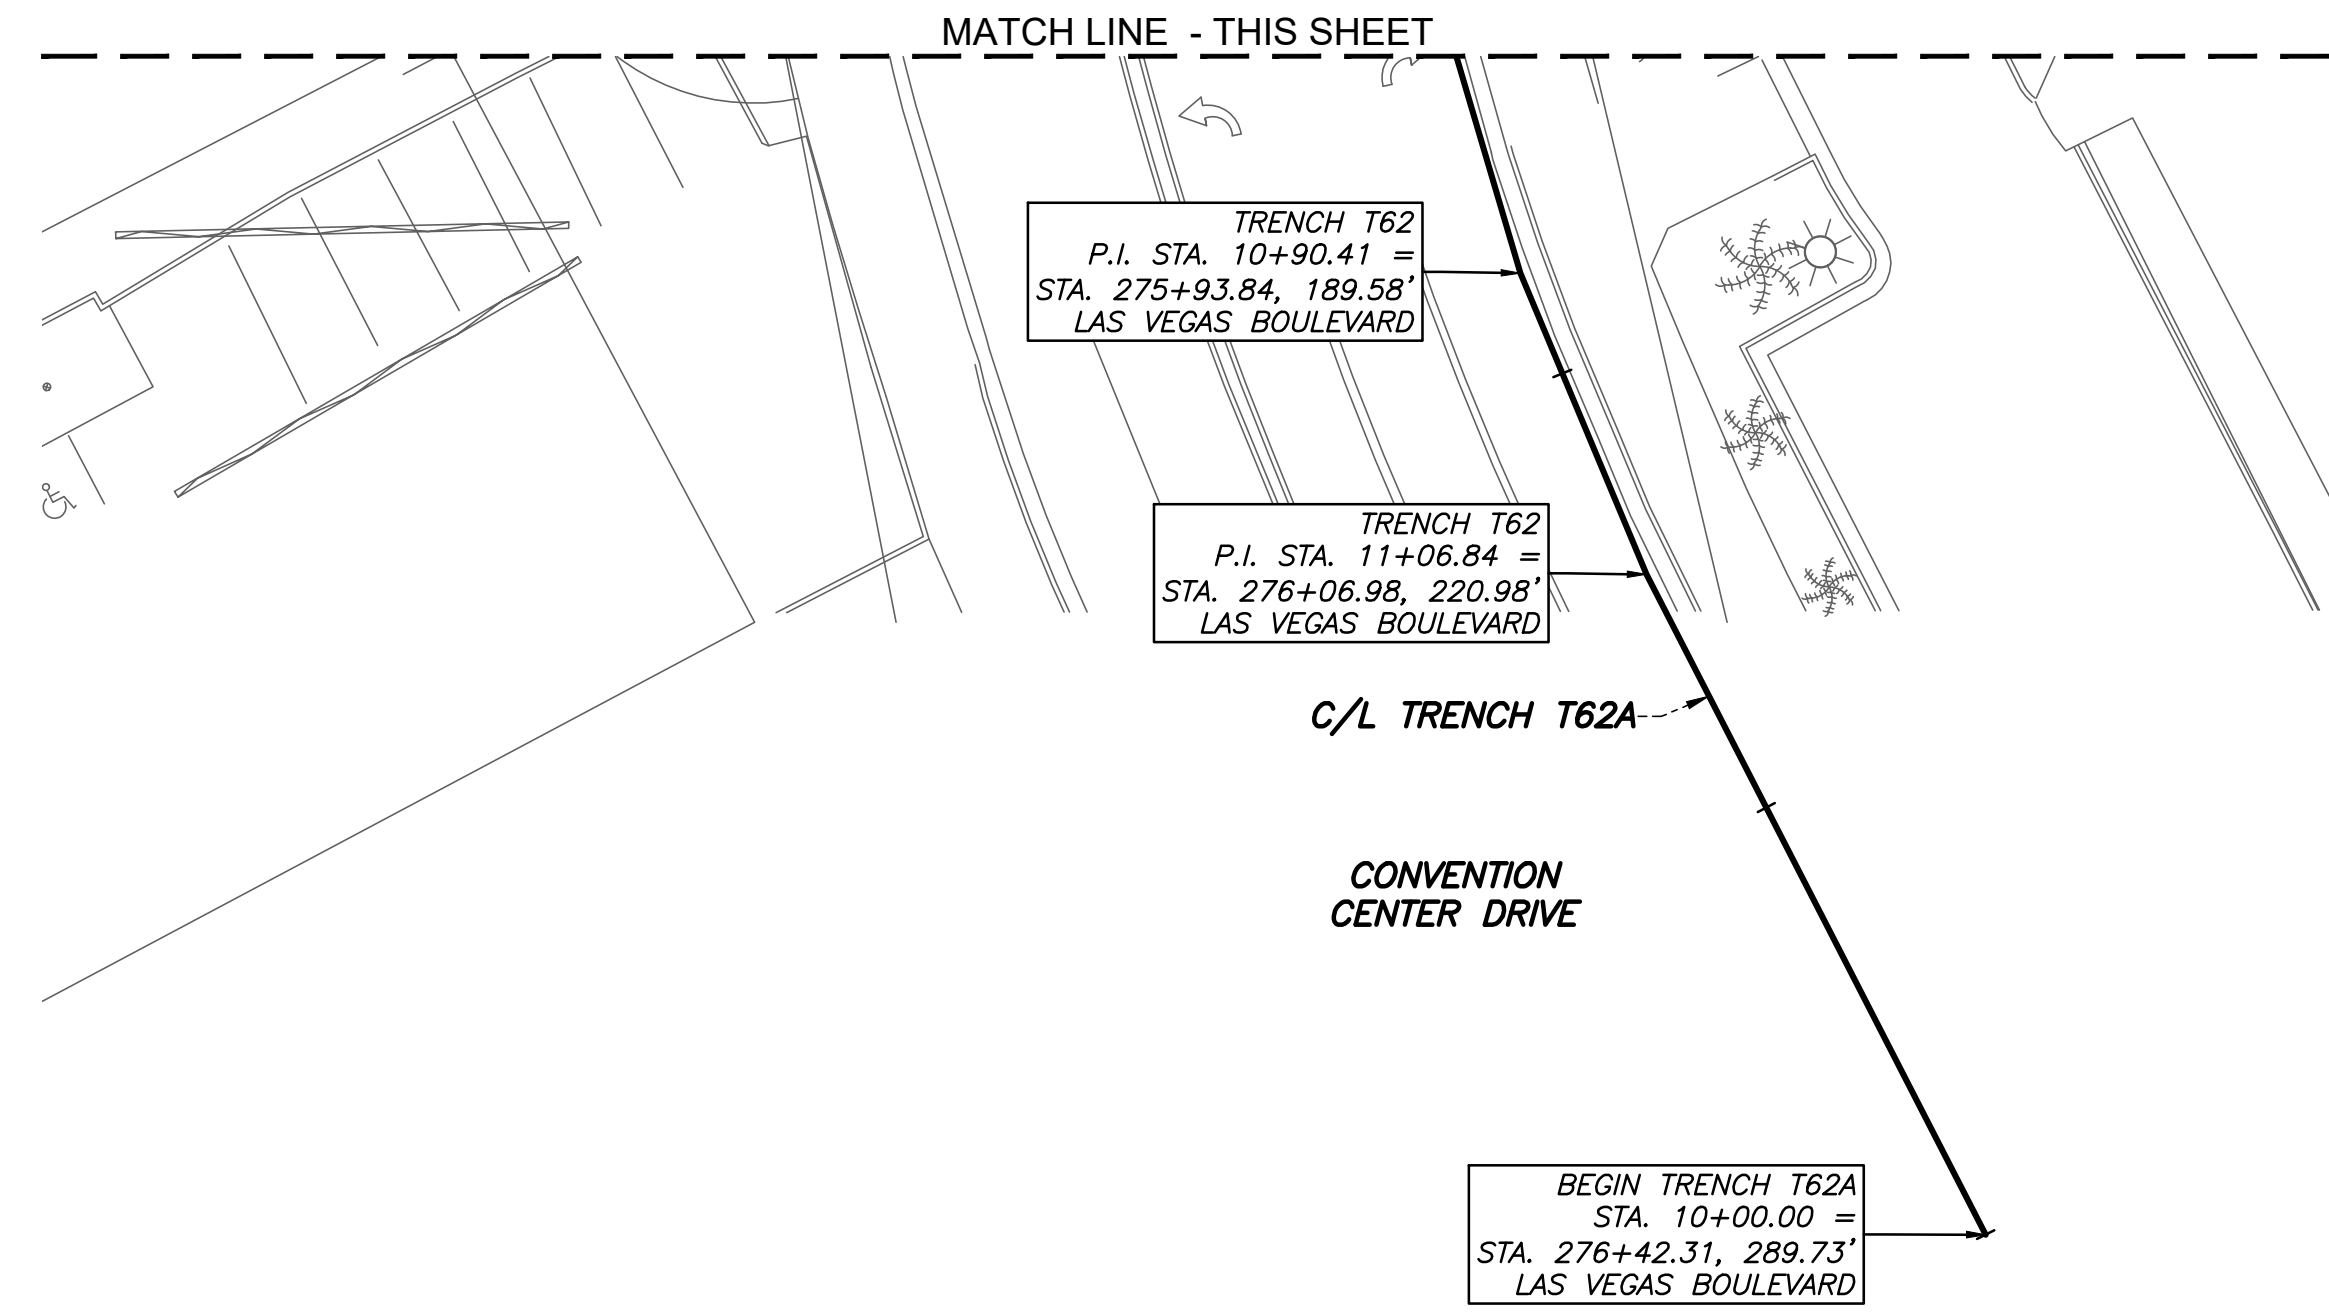 MATCH LINE - THIS SHEET
TRENCH T62
P.I. STA. 10+90.41 =
STA. 275+93.84, 189.58'
LAS VEGAS BOULEVARD
TRENCH T62
P.I. STA. 11+06.84 =
STA. 276+06.98, 220.98'
LAS VEGAS BOULEVARD
C/L TRENCH T62A
CONVENTION
CENTER DRIVE
BEGIN TRENCH T62A
STA. 10+00.00 =
STA. 276+42.31, 289.73'
LAS VEGAS BOULEVARD